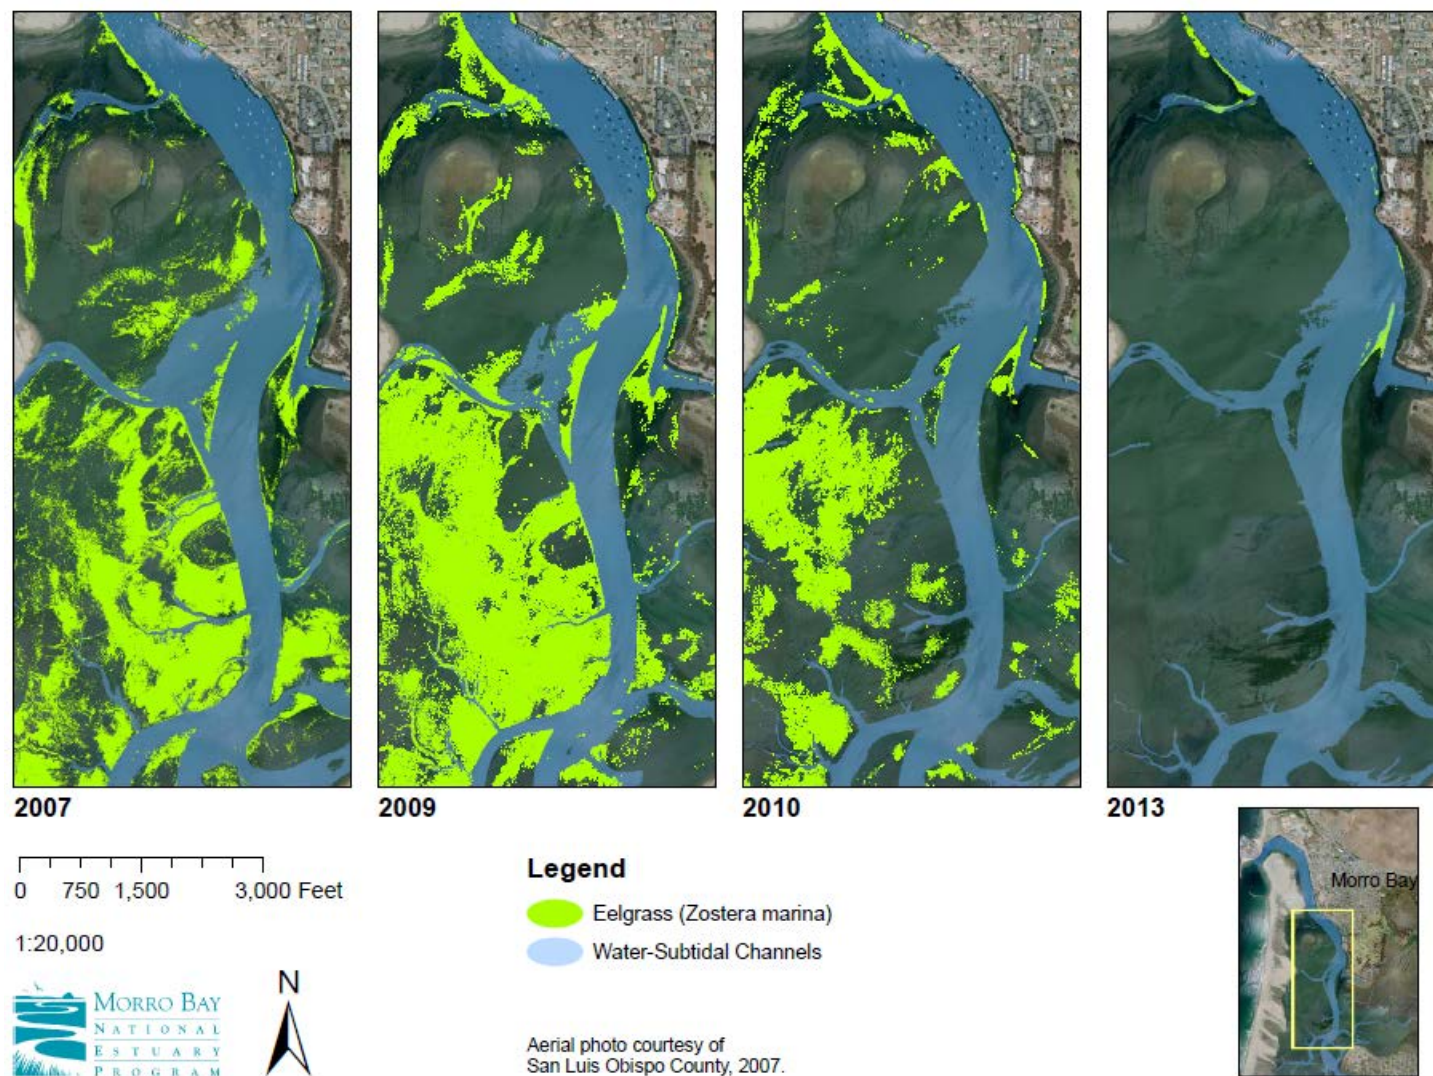 2007
2009
2010
2013
0 750 1,500 3,000 Feet
1:20,000
MORRO BAY
NATIONAL
ESTUARY
PROGRAM
N
Legend
Eelgrass (Zostera marina)
Water-Subtidal Channels
Aerial photo courtesy of
San Luis Obispo County, 2007.
Morro Bay